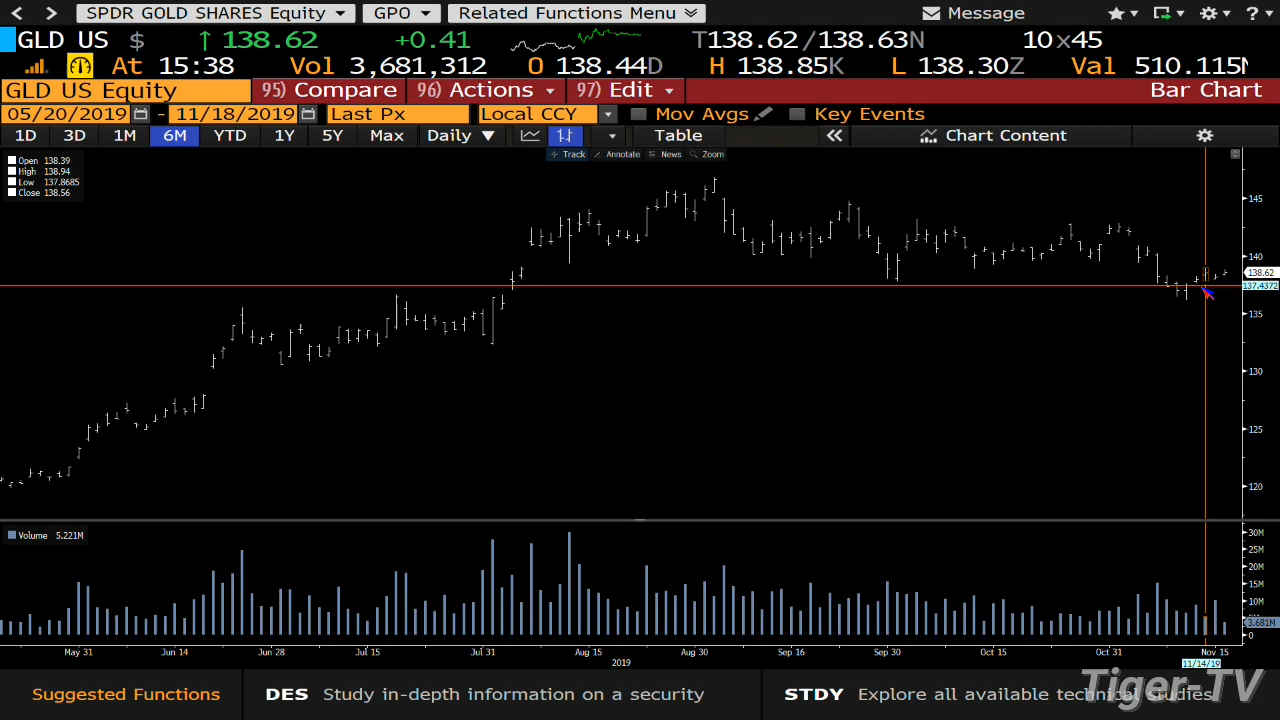 SPDR GOLD SHARES Equity GPO Related Functions Menu Message
GLD US $ ↑ 138.62 +0.41 T138.62/138.63N 10x45
At 15:38 Vol 3,681,312 O 138.44D H 138.85K L 138.30Z Val 510.115M
GLD US Equity 95) Compare 96) Actions 97) Edit Bar Chart
05/20/2019 - 11/18/2019 Last Px Local CCY Mov Avgs Key Events
1D 3D 1M 6M YTD 1Y 5Y Max Daily ▼ Table Chart Content
Track Annotate News Zoom
Open 138.39
High 138.94
Low 137.8685
Close 138.56
145
140
138.62
137.4372
135
130
125
120
Volume 5.221M
30M
25M
20M
15M
10M
3.681M
0
May 31 Jun 14 Jun 28 Jul 15 Jul 31 Aug 15 Aug 30 Sep 16 Sep 30 Oct 15 Oct 31 Nov 15
2019 11/14/19
Suggested Functions DES Study in-depth information on a security STDY Explore all available technical studies
Tiger-TV